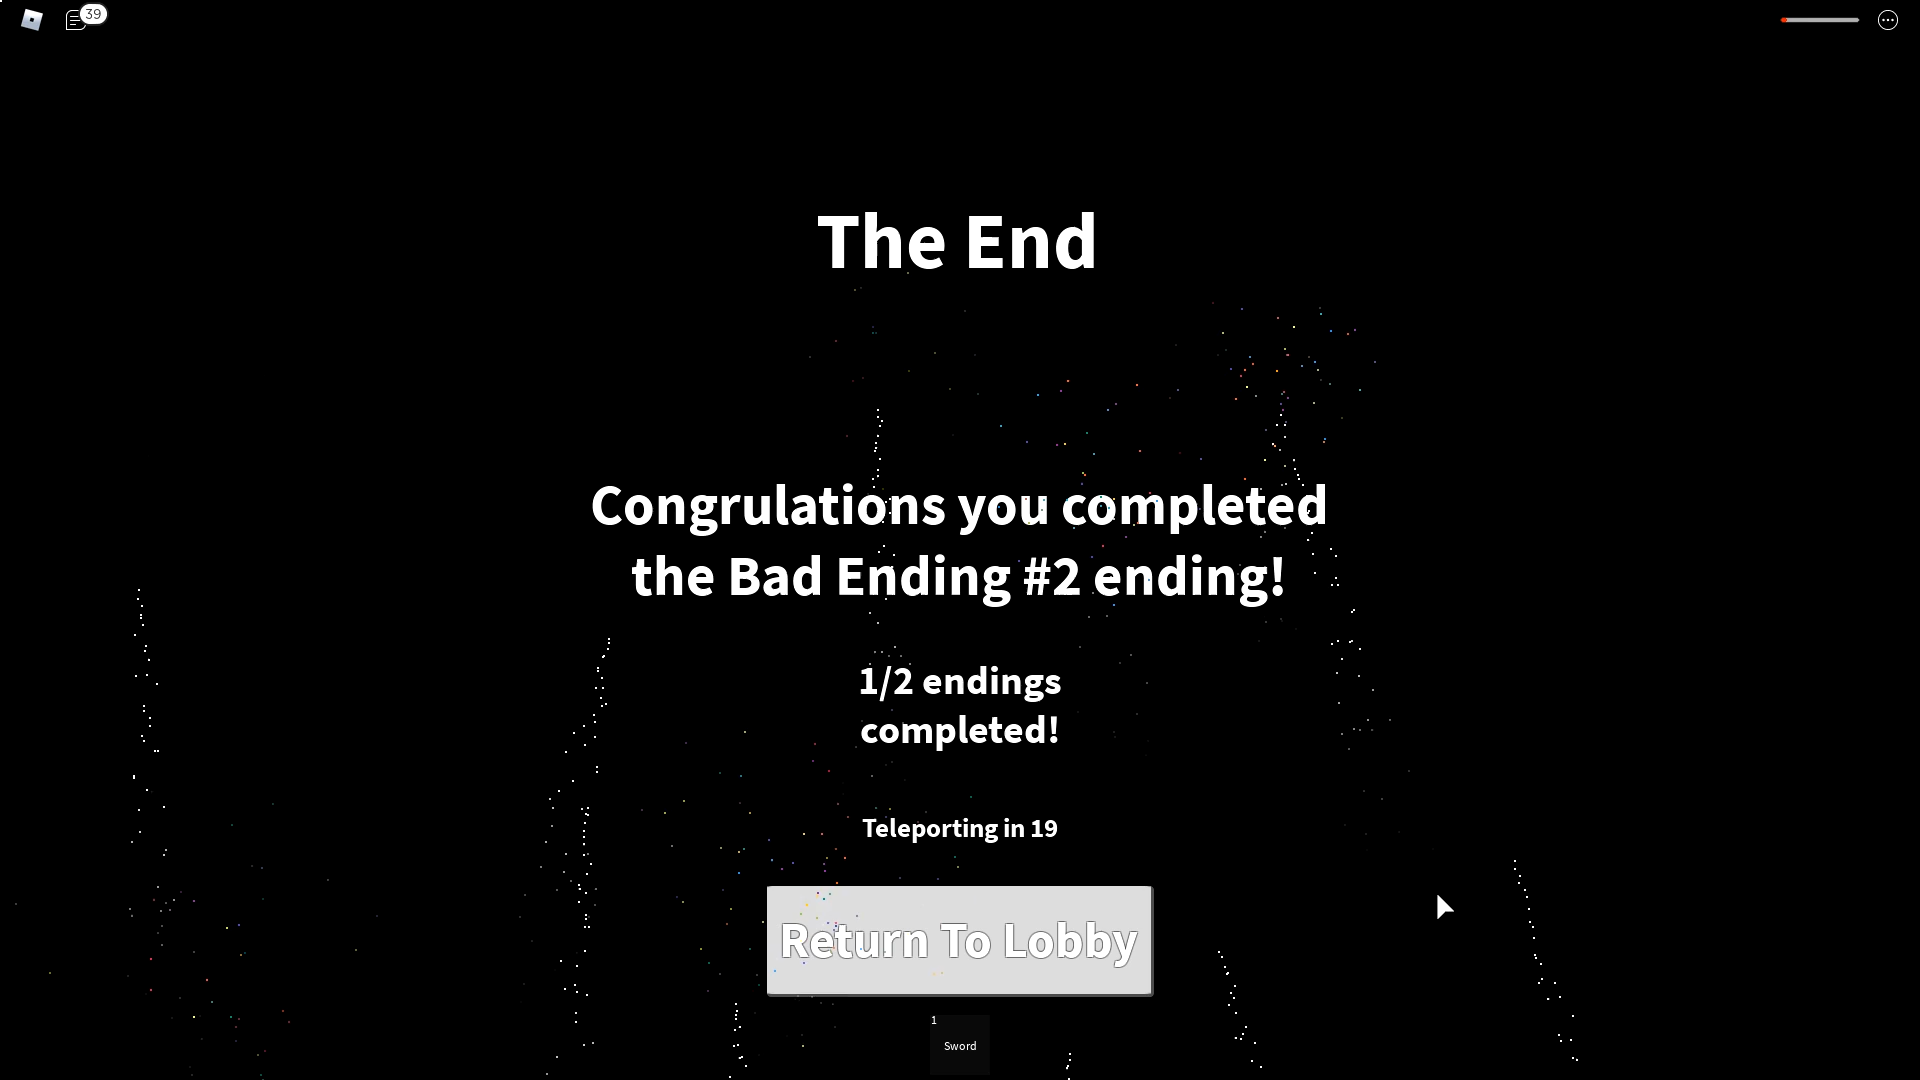 39
The End
Congrulations you completed
the Bad Ending #2 ending!
1/2 endings
completed!
Teleporting in 19
Return To Lobby
1
Sword